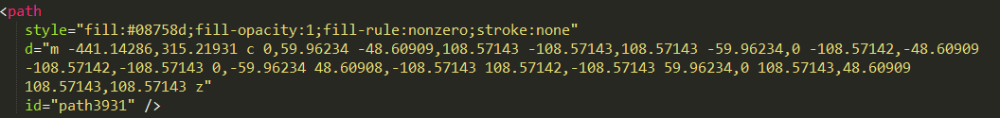 <path
style="fill:#08758d;fill-opacity:1;fill-rule:nonzero;stroke:none"
d="m -441.14286,315.21931 c 0,59.96234 -48.60909,108.57143 -108.57143,108.57143 -59.96234,0 -108.57142,-48.60909
-108.57142,-108.57143 0,-59.96234 48.60908,-108.57143 108.57142,-108.57143 59.96234,0 108.57143,48.60909
108.57143,108.57143 z"
id="path3931" />